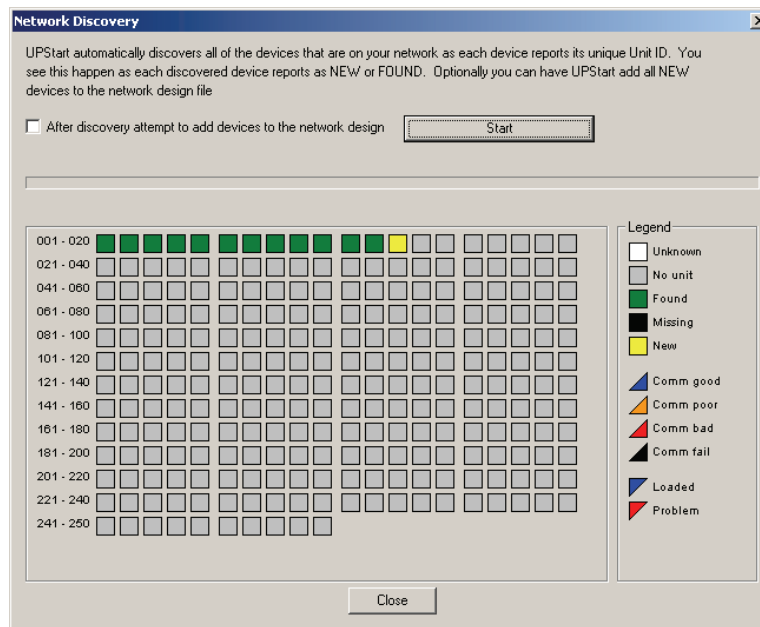 Network Discovery
UPStart automatically discovers all of the devices that are on your network as each device reports its unique Unit ID. You
see this happen as each discovered device reports as NEW or FOUND. Optionally you can have UPStart add all NEW
devices to the network design file
After discovery attempt to add devices to the network design
Start
001 - 020
021 - 040
041 - 060
061 - 080
081 - 100
101 - 120
121 - 140
141 - 160
161 - 180
181 - 200
201 - 220
221 - 240
241 - 250
Legend
Unknown
No unit
Found
Missing
New
Comm good
Comm poor
Comm bad
Comm fail
Loaded
Problem
Close